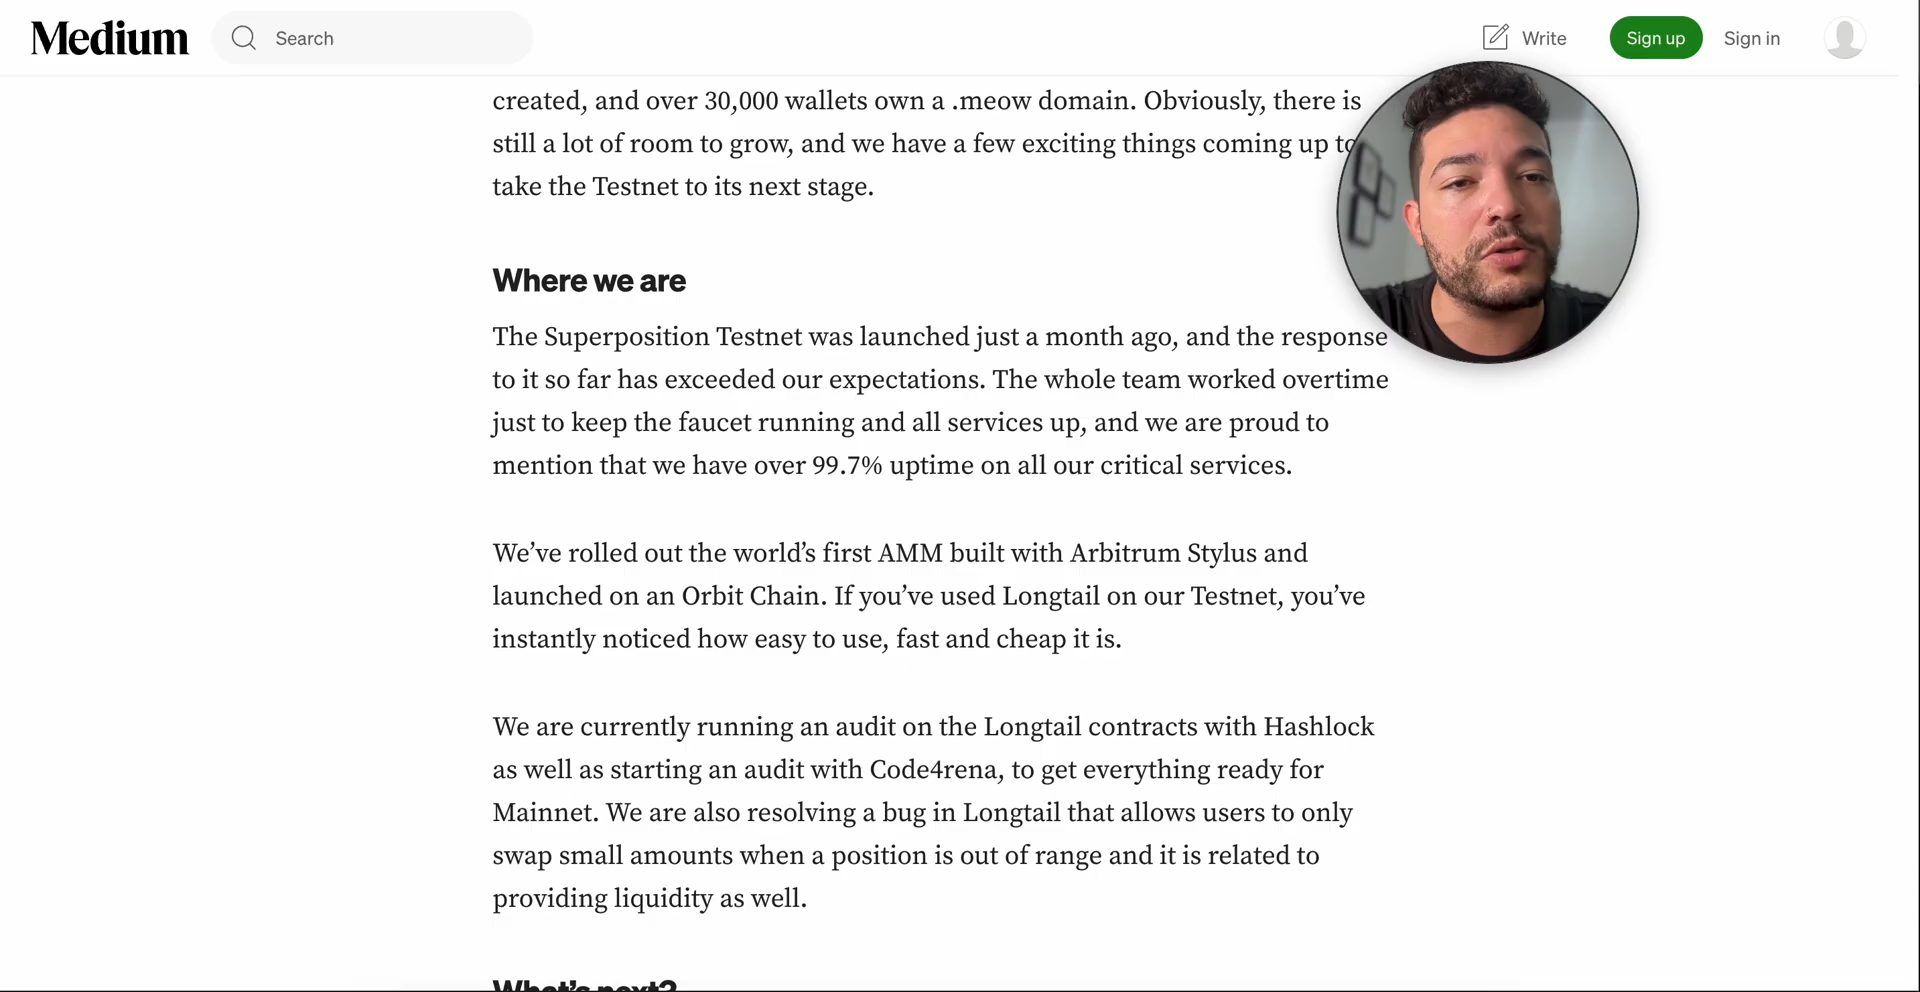 Medium
Search
Write
Sign up
Sign in
created, and over 30,000 wallets own a .meow domain. Obviously, there is
still a lot of room to grow, and we have a few exciting things coming up to
take the Testnet to its next stage.
Where we are
The Superposition Testnet was launched just a month ago, and the response
to it so far has exceeded our expectations. The whole team worked overtime
just to keep the faucet running and all services up, and we are proud to
mention that we have over 99.7% uptime on all our critical services.
We’ve rolled out the world’s first AMM built with Arbitrum Stylus and
launched on an Orbit Chain. If you’ve used Longtail on our Testnet, you’ve
instantly noticed how easy to use, fast and cheap it is.
We are currently running an audit on the Longtail contracts with Hashlock
as well as starting an audit with Code4rena, to get everything ready for
Mainnet. We are also resolving a bug in Longtail that allows users to only
swap small amounts when a position is out of range and it is related to
providing liquidity as well.
What’s next?